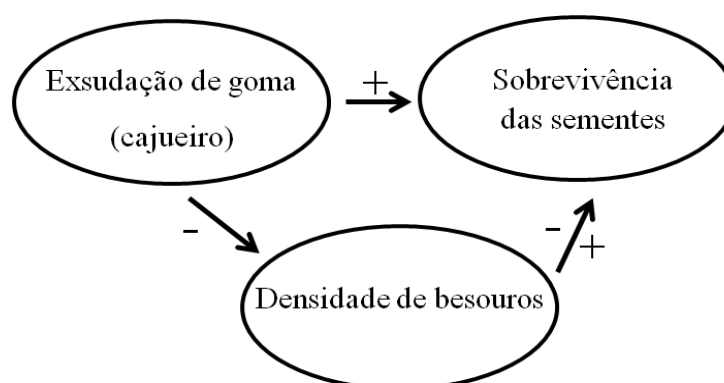 Exsudação de goma
(cajueiro)
+
Sobrevivência
das sementes
-
Densidade de besouros
-
+